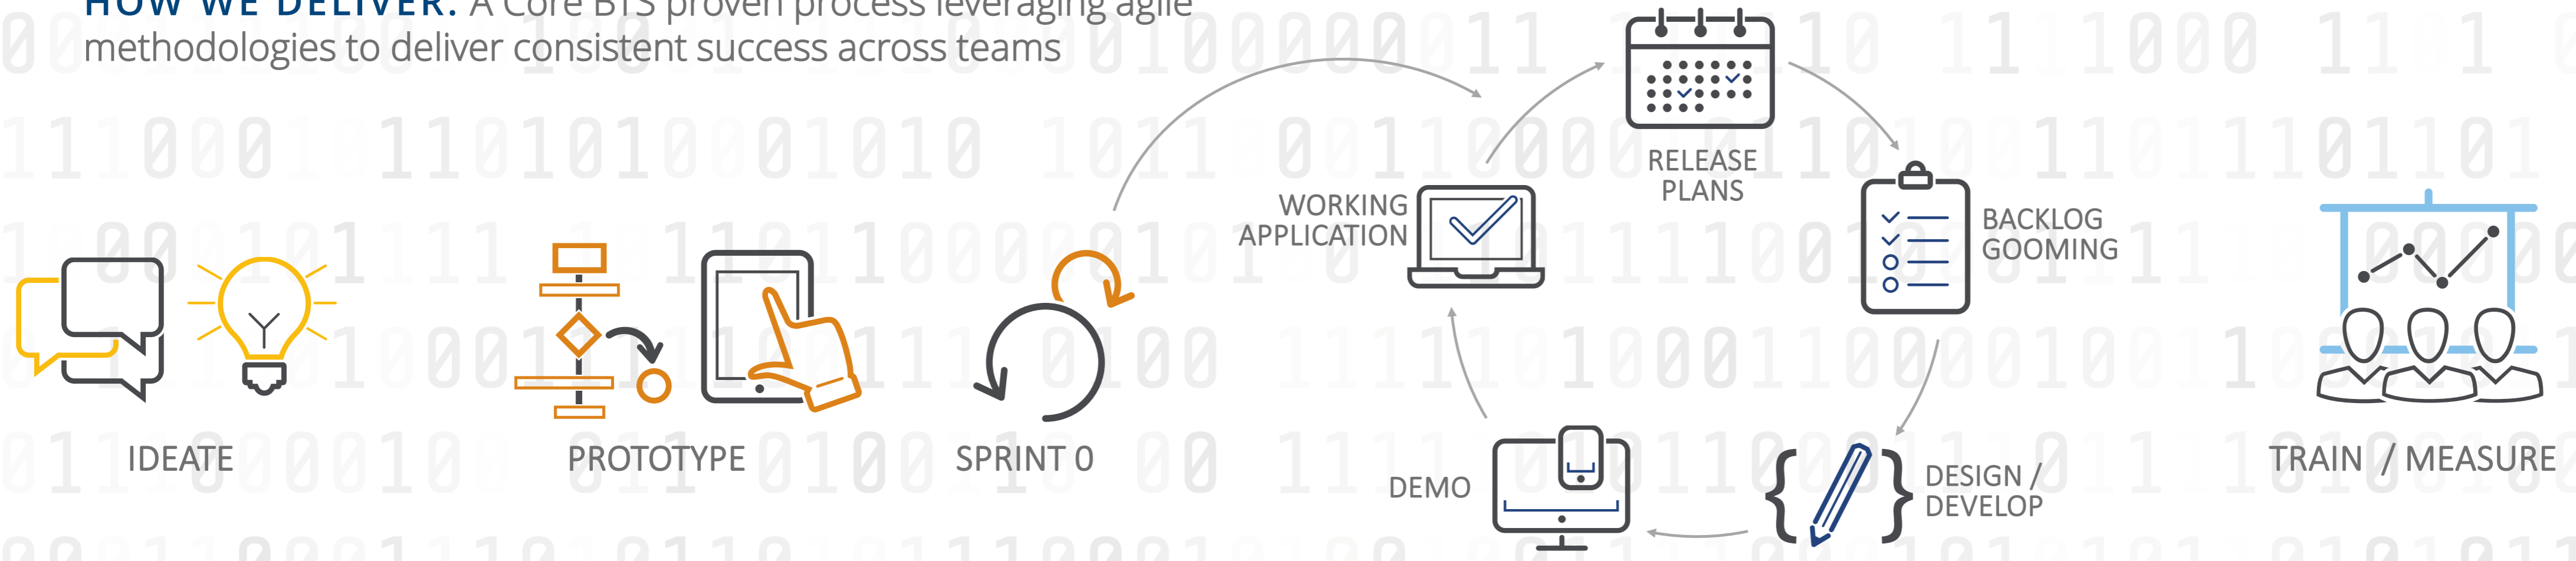 HOW WE DELIVER: A Core BTS proven process leveraging agile
methodologies to deliver consistent success across teams
IDEATE
PROTOTYPE
SPRINT 0
WORKING
APPLICATION
RELEASE
PLANS
BACKLOG
GOOMING
DESIGN /
DEVELOP
DEMO
TRAIN / MEASURE